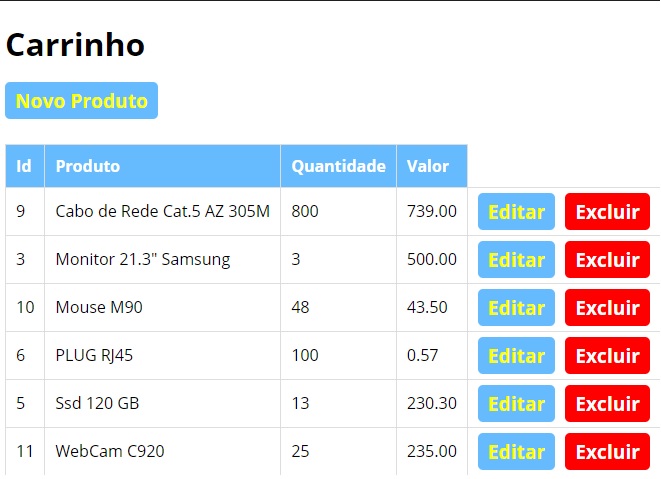 Carrinho
Novo Produto
Id Produto Quantidade Valor
9 Cabo de Rede Cat.5 AZ 305M 800 739.00 Editar Excluir
3 Monitor 21.3" Samsung 3 500.00 Editar Excluir
10 Mouse M90 48 43.50 Editar Excluir
6 PLUG RJ45 100 0.57 Editar Excluir
5 Ssd 120 GB 13 230.30 Editar Excluir
11 WebCam C920 25 235.00 Editar Excluir